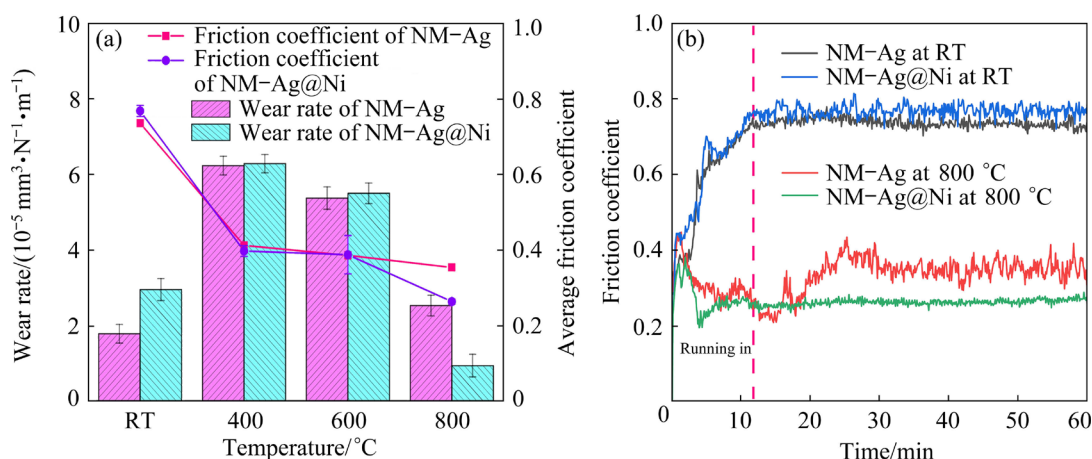 (a)
Friction coefficient of NM−Ag
Friction coefficient
of NM−Ag@Ni
Wear rate of NM−Ag
Wear rate of NM−Ag@Ni
Wear rate/(10⁻⁵ mm³•N⁻¹•m⁻¹)
10
8
6
4
2
0
RT
400
600
800
Temperature/°C
1.0
0.8
0.6
0.4
0.2
0
Average friction coefficient
(b)
NM−Ag at RT
NM−Ag@Ni at RT
NM−Ag at 800 °C
NM−Ag@Ni at 800 °C
Running in
Friction coefficient
1.0
0.8
0.6
0.4
0.2
0
0
10
20
30
40
50
60
Time/min